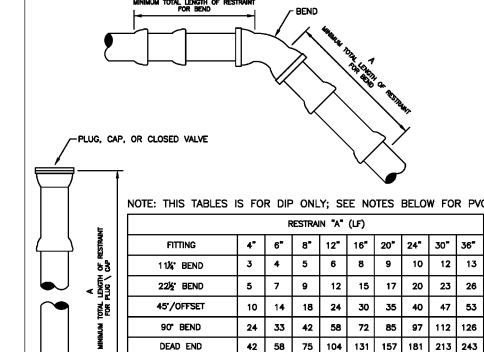 MINIMUM TOTAL LENGTH OF RESTRAINT
FOR BEND
BEND
A
MINIMUM TOTAL LENGTH OF RESTRAINT
FOR BEND
PLUG, CAP, OR CLOSED VALVE
A
MINIMUM TOTAL LENGTH OF RESTRAINT
FOR PLUG \ CAP
NOTE: THIS TABLES IS FOR DIP ONLY; SEE NOTES BELOW FOR PVC
RESTRAIN "A" (LF)
FITTING 4" 6" 8" 12" 16" 20" 24" 30" 36"
11¼" BEND 3 4 5 6 8 9 10 12 13
22½" BEND 5 7 9 12 15 17 20 23 26
45°/OFFSET 10 14 18 24 30 35 40 47 53
90° BEND 24 33 42 58 72 85 97 112 126
DEAD END 42 58 75 104 131 157 181 213 243